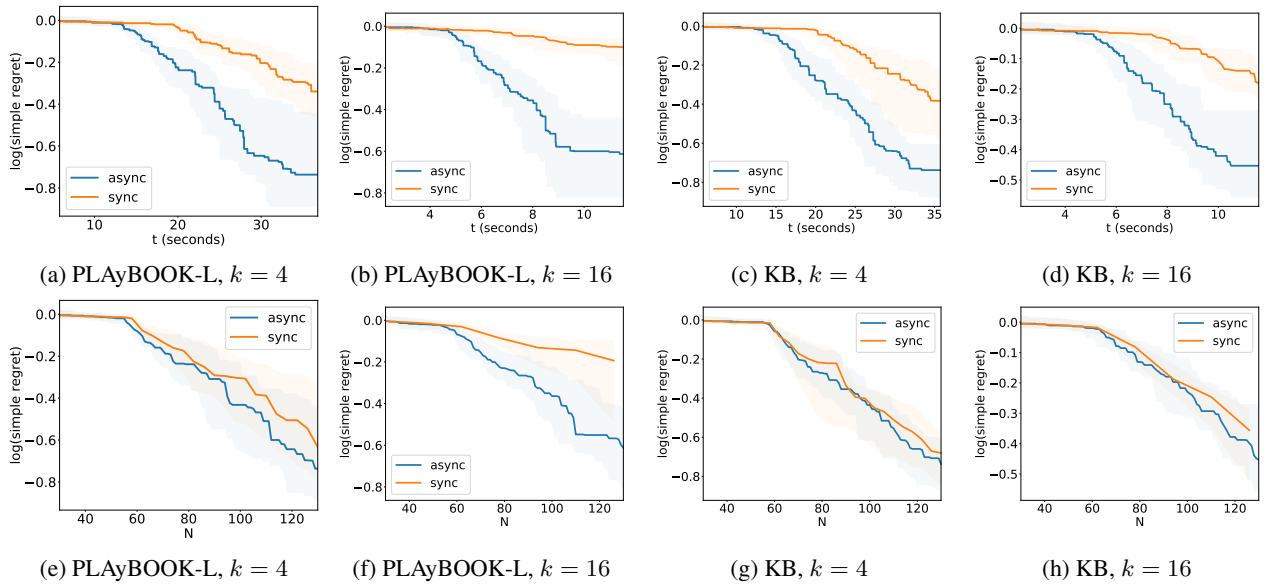 log(simple regret)
0.0
−0.2
−0.4
−0.6
−0.8
async
sync
10 20 30
t (seconds)
(a) PLAyBOOK-L, k = 4
log(simple regret)
0.0
−0.2
−0.4
−0.6
−0.8
async
sync
4 6 8 10
t (seconds)
(b) PLAyBOOK-L, k = 16
log(simple regret)
0.0
−0.2
−0.4
−0.6
−0.8
async
sync
10 15 20 25 30 35
t (seconds)
(c) KB, k = 4
log(simple regret)
0.0
−0.1
−0.2
−0.3
−0.4
−0.5
async
sync
4 6 8 10
t (seconds)
(d) KB, k = 16
log(simple regret)
0.0
−0.2
−0.4
−0.6
−0.8
async
sync
40 60 80 100 120
N
(e) PLAyBOOK-L, k = 4
log(simple regret)
0.0
−0.2
−0.4
−0.6
−0.8
async
sync
40 60 80 100 120
N
(f) PLAyBOOK-L, k = 16
log(simple regret)
0.0
−0.2
−0.4
−0.6
−0.8
async
sync
40 60 80 100 120
N
(g) KB, k = 4
log(simple regret)
0.0
−0.1
−0.2
−0.3
−0.4
−0.5
async
sync
40 60 80 100 120
N
(h) KB, k = 16